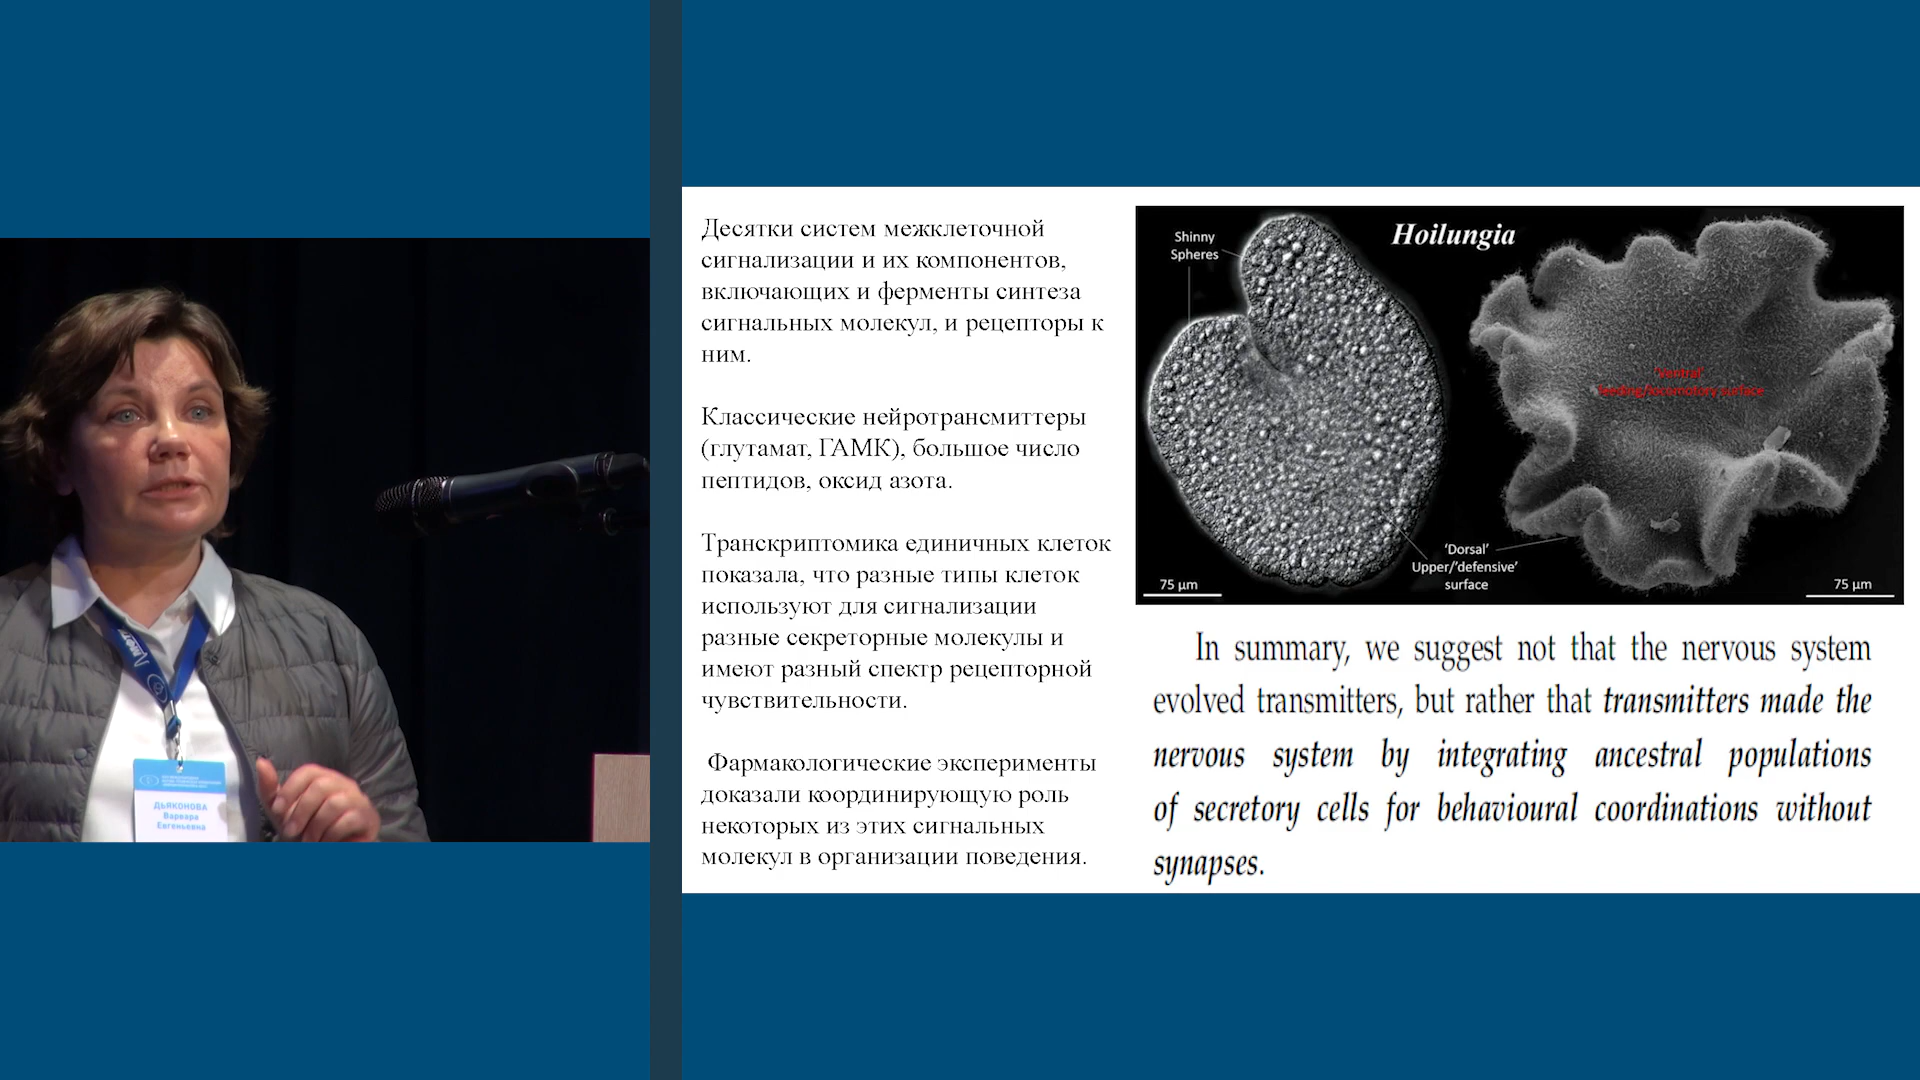 Десятки систем межклеточной
сигнализации и их компонентов,
включающих и ферменты синтеза
сигнальных молекул, и рецепторы к
ним.
Классические нейротрансмиттеры
(глутамат, ГАМК), большое число
пептидов, оксид азота.
Транскриптомика единичных клеток
показала, что разные типы клеток
используют для сигнализации
разные секреторные молекулы и
имеют разный спектр рецепторной
чувствительности.
Фармакологические эксперименты
доказали координирующую роль
некоторых из этих сигнальных
молекул в организации поведения.
Hoilungia
Shinny
Spheres
'Ventral'
feeding/locomotory surface
'Dorsal'
Upper/'defensive'
surface
75 µm
75 µm
In summary, we suggest not that the nervous system
evolved transmitters, but rather that transmitters made the
nervous system by integrating ancestral populations
of secretory cells for behavioural coordinations without
synapses.
ДЬЯКОНОВА
Варвара
Евгеньевна